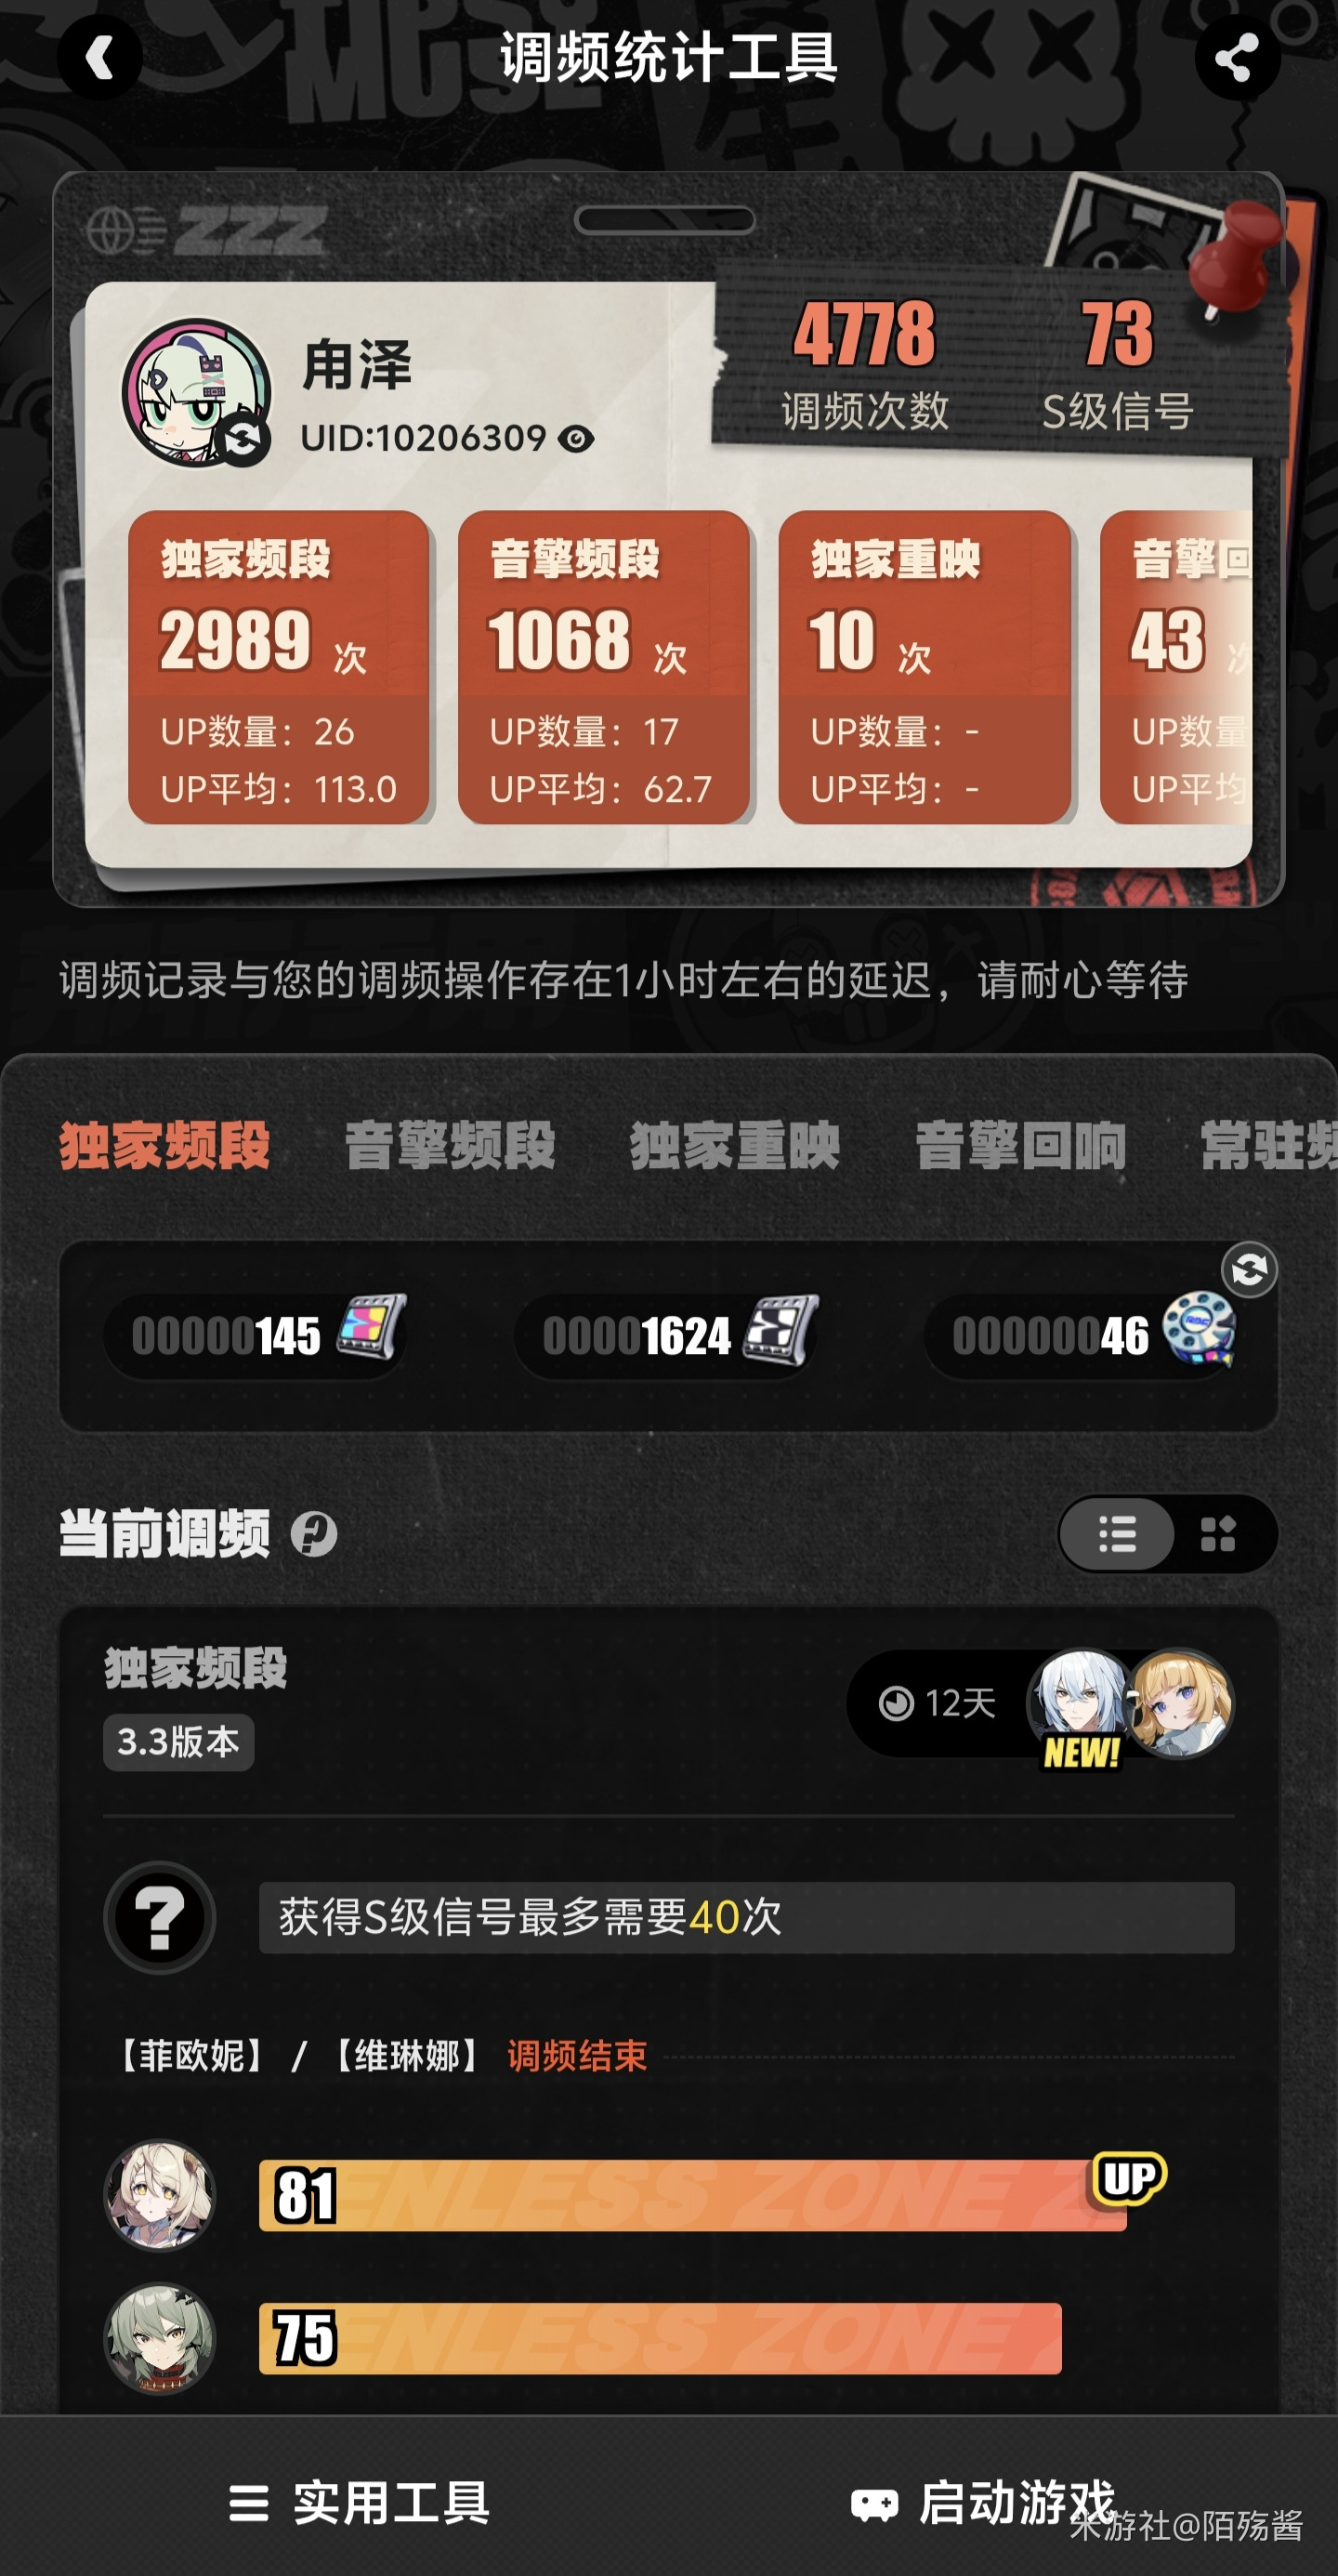 调频统计工具
ZZZ
4778
73
调频次数
S级信号
甪泽
UID:10206309
独家频段
2989 次
UP数量：26
UP平均：113.0
音擎频段
1068 次
UP数量：17
UP平均：62.7
独家重映
10 次
UP数量：-
UP平均：-
音擎回
43 次
UP数量
UP平均
调频记录与您的调频操作存在1小时左右的延迟，请耐心等待
独家频段 音擎频段 独家重映 音擎回响 常驻频
00000145 00001624 00000046
当前调频
独家频段
12天
NEW!
3.3版本
?
获得S级信号最多需要40次
【菲欧妮】 / 【维琳娜】 调频结束
81
UP
75
实用工具
启动游戏
米游社@陌殇酱